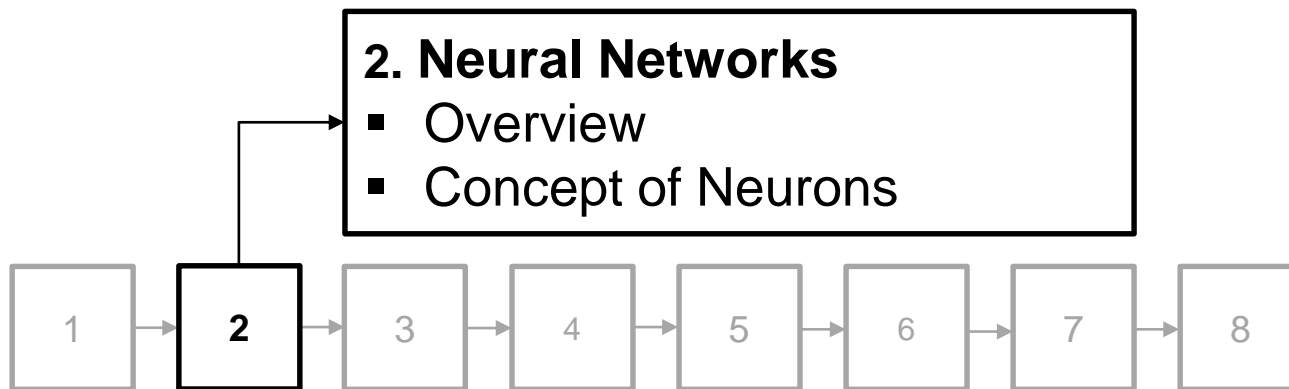 2. Neural Networks
▪ Overview
▪ Concept of Neurons
1 2 3 4 5 6 7 8